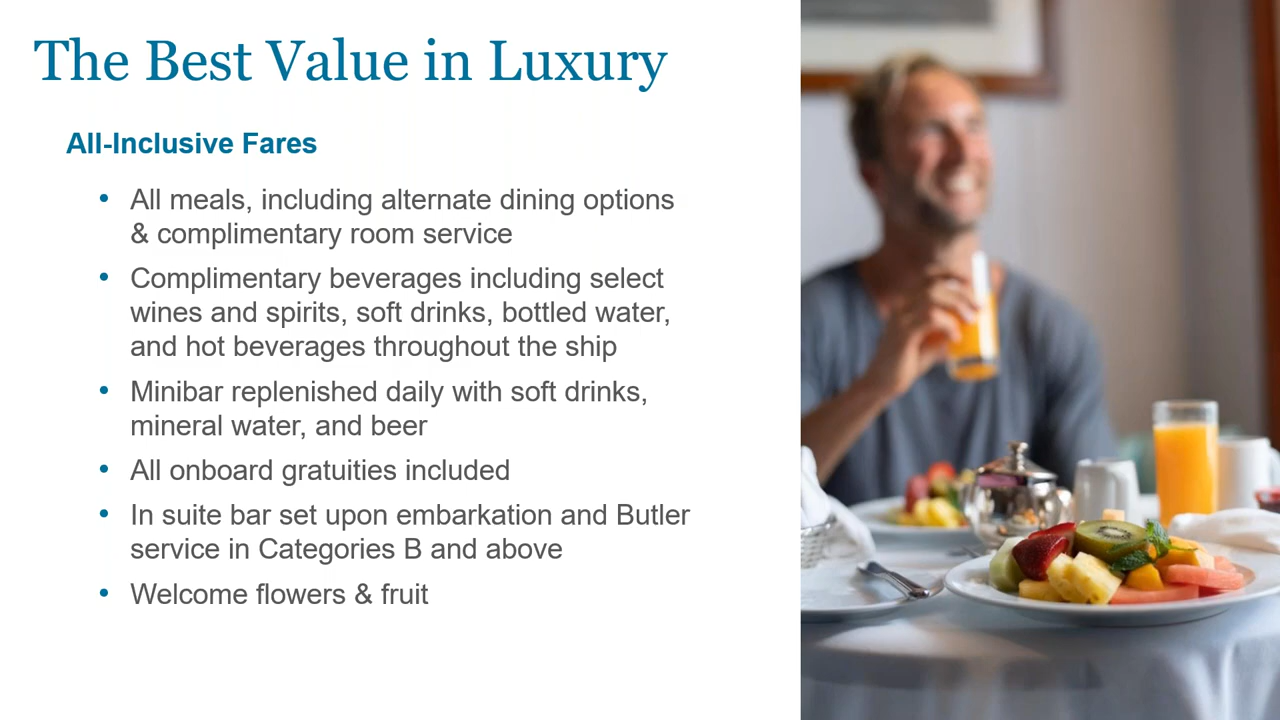 The Best Value in Luxury
All-Inclusive Fares
• All meals, including alternate dining options
& complimentary room service
• Complimentary beverages including select
wines and spirits, soft drinks, bottled water,
and hot beverages throughout the ship
• Minibar replenished daily with soft drinks,
mineral water, and beer
• All onboard gratuities included
• In suite bar set upon embarkation and Butler
service in Categories B and above
• Welcome flowers & fruit